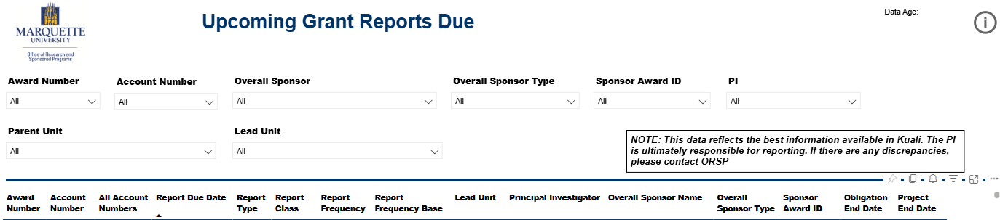 MARQUETTE
UNIVERSITY
Office of Research and
Sponsored Programs
Upcoming Grant Reports Due
Data Age:
Award Number
Account Number
Overall Sponsor
Overall Sponsor Type
Sponsor Award ID
PI
All
All
All
All
All
All
Parent Unit
Lead Unit
All
All
NOTE: This data reflects the best information available in Kuali. The PI
is ultimately responsible for reporting. If there are any discrepancies,
please contact ORSP
Award
Number
Account
Number
All Account
Numbers
Report Due Date
Report
Type
Report
Class
Report
Frequency
Report
Frequency Base
Lead Unit
Principal Investigator
Overall Sponsor Name
Overall
Sponsor Type
Sponsor
Award ID
Obligation
End Date
Project
End Date